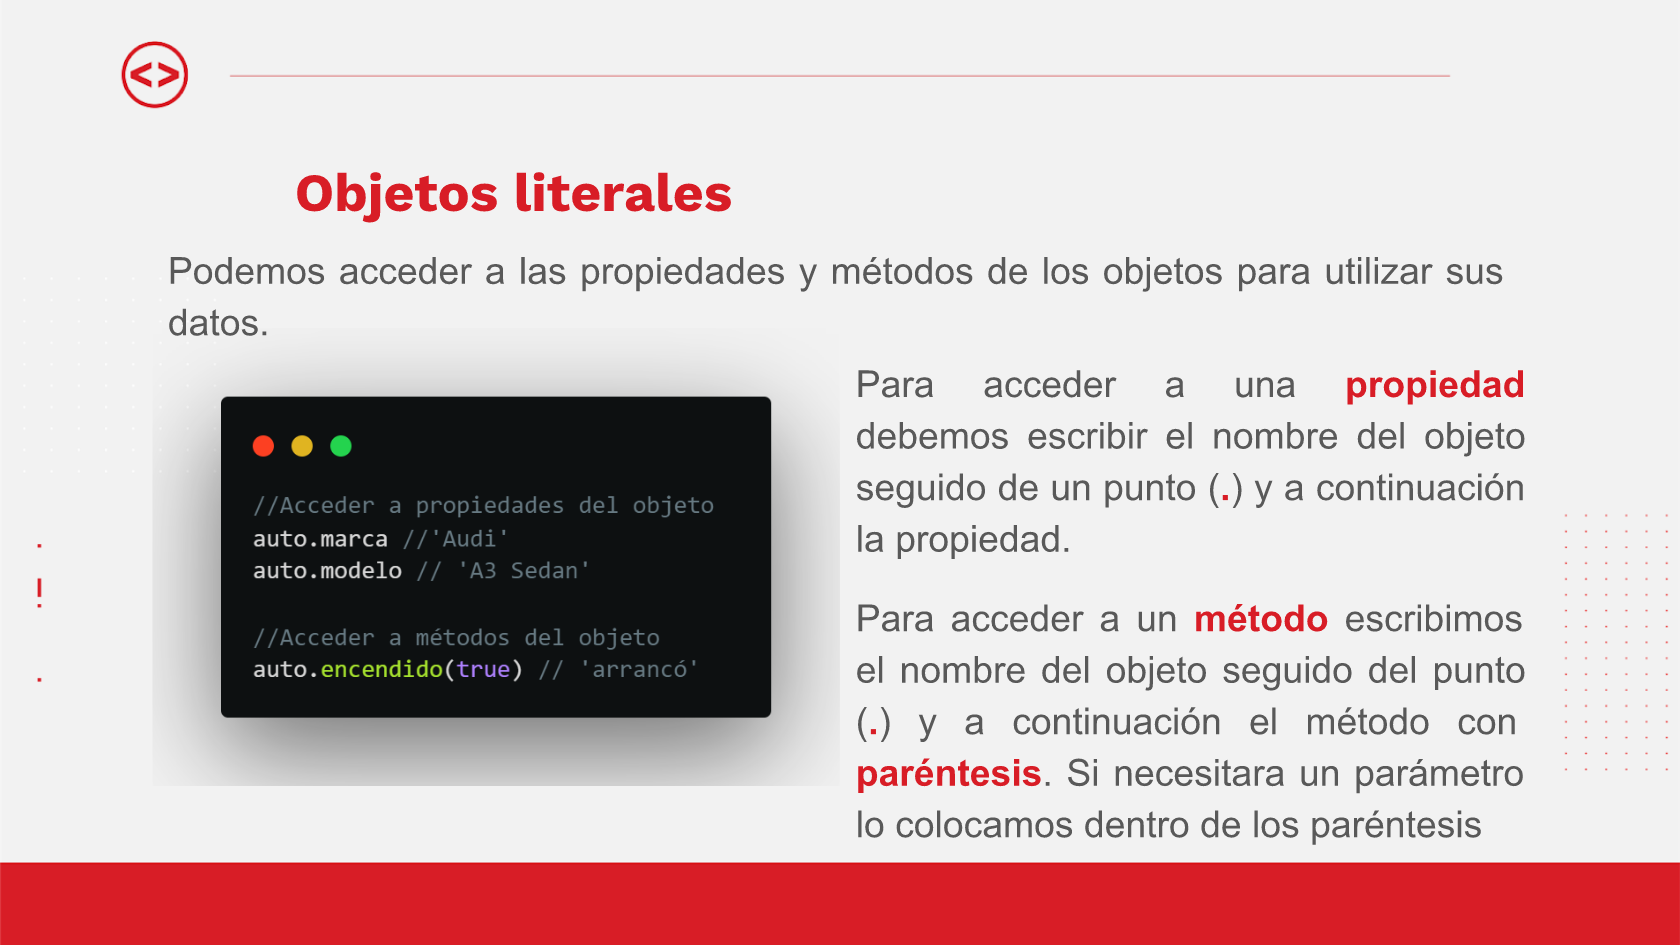 <>
Objetos literales
Podemos acceder a las propiedades y métodos de los objetos para utilizar sus
datos.
//Acceder a propiedades del objeto
auto.marca //'Audi'
auto.modelo // 'A3 Sedan'
//Acceder a métodos del objeto
auto.encendido(true) // 'arrancó'
Para acceder a una propiedad
debemos escribir el nombre del objeto
seguido de un punto (.) y a continuación
la propiedad.
Para acceder a un método escribimos
el nombre del objeto seguido del punto
(.) y a continuación el método con
paréntesis. Si necesitara un parámetro
lo colocamos dentro de los paréntesis